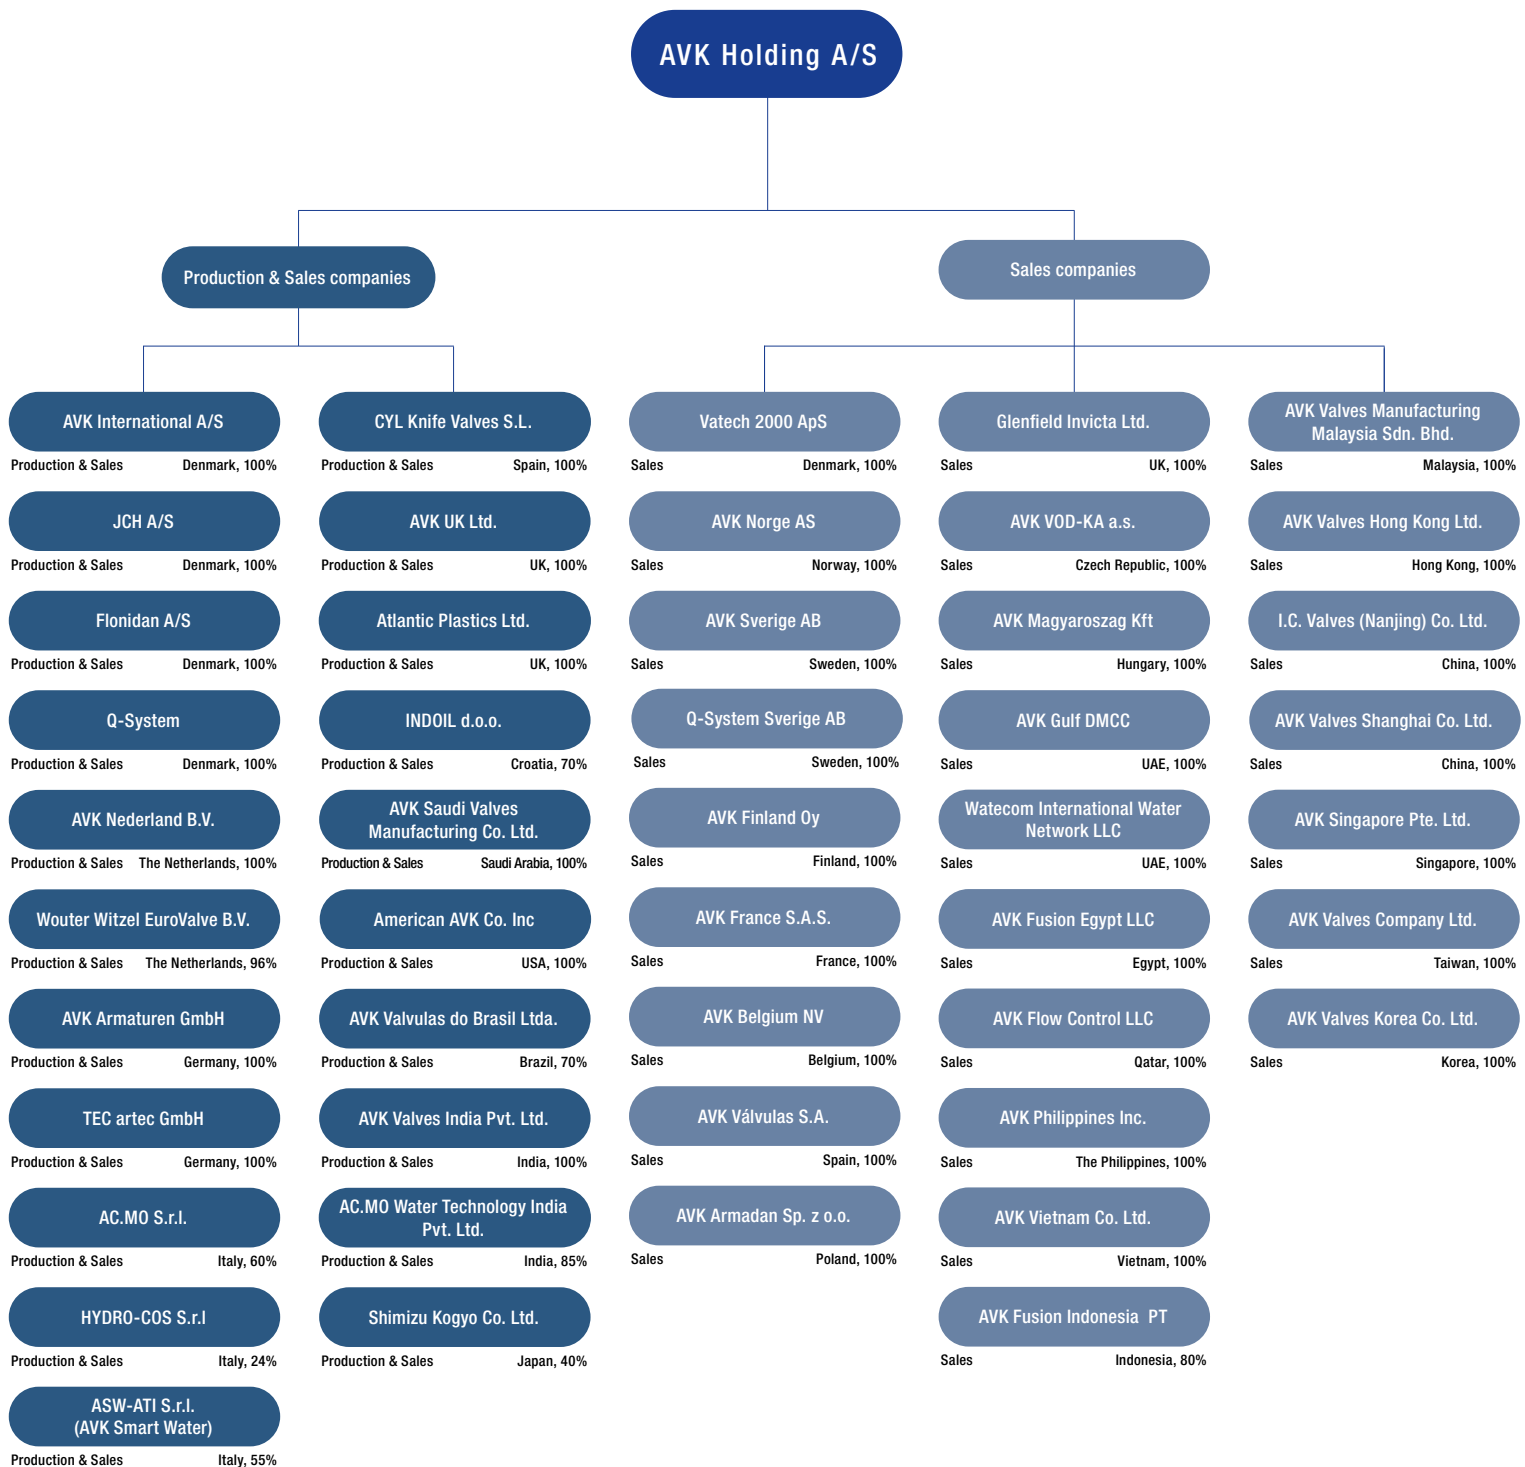 AVK Holding A/S
Production & Sales companies
Sales companies
AVK International A/S
Production & Sales Denmark, 100%
JCH A/S
Production & Sales Denmark, 100%
Flonidan A/S
Production & Sales Denmark, 100%
Q-System
Production & Sales Denmark, 100%
AVK Nederland B.V.
Production & Sales The Netherlands, 100%
Wouter Witzel EuroValve B.V.
Production & Sales The Netherlands, 96%
AVK Armaturen GmbH
Production & Sales Germany, 100%
TEC artec GmbH
Production & Sales Germany, 100%
AC.MO S.r.l.
Production & Sales Italy, 60%
HYDRO-COS S.r.l
Production & Sales Italy, 24%
ASW-ATI S.r.l.
(AVK Smart Water)
Production & Sales Italy, 55%
CYL Knife Valves S.L.
Production & Sales Spain, 100%
AVK UK Ltd.
Production & Sales UK, 100%
Atlantic Plastics Ltd.
Production & Sales UK, 100%
INDOIL d.o.o.
Production & Sales Croatia, 70%
AVK Saudi Valves
Manufacturing Co. Ltd.
Production & Sales Saudi Arabia, 100%
American AVK Co. Inc
Production & Sales USA, 100%
AVK Valvulas do Brasil Ltda.
Production & Sales Brazil, 70%
AVK Valves India Pvt. Ltd.
Production & Sales India, 100%
AC.MO Water Technology India
Pvt. Ltd.
Production & Sales India, 85%
Shimizu Kogyo Co. Ltd.
Production & Sales Japan, 40%
Vatech 2000 ApS
Sales Denmark, 100%
AVK Norge AS
Sales Norway, 100%
AVK Sverige AB
Sales Sweden, 100%
Q-System Sverige AB
Sales Sweden, 100%
AVK Finland Oy
Sales Finland, 100%
AVK France S.A.S.
Sales France, 100%
AVK Belgium NV
Sales Belgium, 100%
AVK Válvulas S.A.
Sales Spain, 100%
AVK Armadan Sp. z o.o.
Sales Poland, 100%
Glenfield Invicta Ltd.
Sales UK, 100%
AVK VOD-KA a.s.
Sales Czech Republic, 100%
AVK Magyaroszag Kft
Sales Hungary, 100%
AVK Gulf DMCC
Sales UAE, 100%
Watecom International Water
Network LLC
Sales UAE, 100%
AVK Fusion Egypt LLC
Sales Egypt, 100%
AVK Flow Control LLC
Sales Qatar, 100%
AVK Philippines Inc.
Sales The Philippines, 100%
AVK Vietnam Co. Ltd.
Sales Vietnam, 100%
AVK Fusion Indonesia PT
Sales Indonesia, 80%
AVK Valves Manufacturing
Malaysia Sdn. Bhd.
Sales Malaysia, 100%
AVK Valves Hong Kong Ltd.
Sales Hong Kong, 100%
I.C. Valves (Nanjing) Co. Ltd.
Sales China, 100%
AVK Valves Shanghai Co. Ltd.
Sales China, 100%
AVK Singapore Pte. Ltd.
Sales Singapore, 100%
AVK Valves Company Ltd.
Sales Taiwan, 100%
AVK Valves Korea Co. Ltd.
Sales Korea, 100%